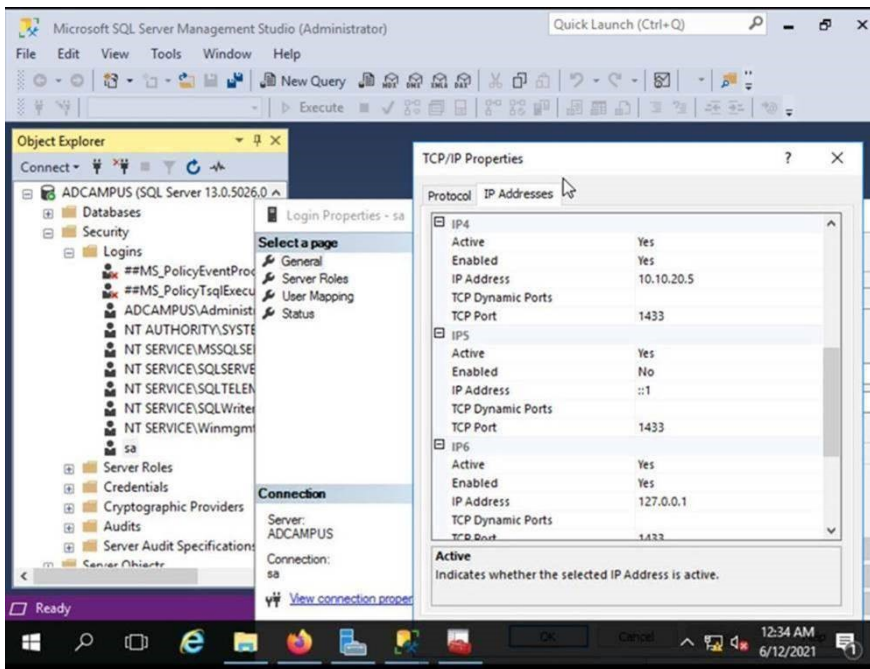 Microsoft SQL Server Management Studio (Administrator)
Quick Launch (Ctrl+Q)
File Edit View Tools Window Help
New Query
Execute
Object Explorer
Connect
ADCAMPUS (SQL Server 13.0.5026.0
Databases
Security
Logins
##MS_PolicyEventProc
##MS_PolicyTsqlExecu
ADCAMPUS\Administ
NT AUTHORITY\SYSTE
NT SERVICE\MSSQLSE
NT SERVICE\SQLSERVE
NT SERVICE\SQLTELEM
NT SERVICE\SQLWriter
NT SERVICE\Winmgmt
sa
Server Roles
Credentials
Cryptographic Providers
Audits
Server Audit Specifications
Server Objects
Ready
Login Properties - sa
Select a page
General
Server Roles
User Mapping
Status
Connection
Server:
ADCAMPUS
Connection:
sa
View connection proper
TCP/IP Properties
Protocol IP Addresses
IP4
Active Yes
Enabled Yes
IP Address 10.10.20.5
TCP Dynamic Ports
TCP Port 1433
IP5
Active Yes
Enabled No
IP Address ::1
TCP Dynamic Ports
TCP Port 1433
IP6
Active Yes
Enabled Yes
IP Address 127.0.0.1
TCP Dynamic Ports
TCP Port 1433
Active
Indicates whether the selected IP Address is active.
OK Cancel
12:34 AM
6/12/2021
1